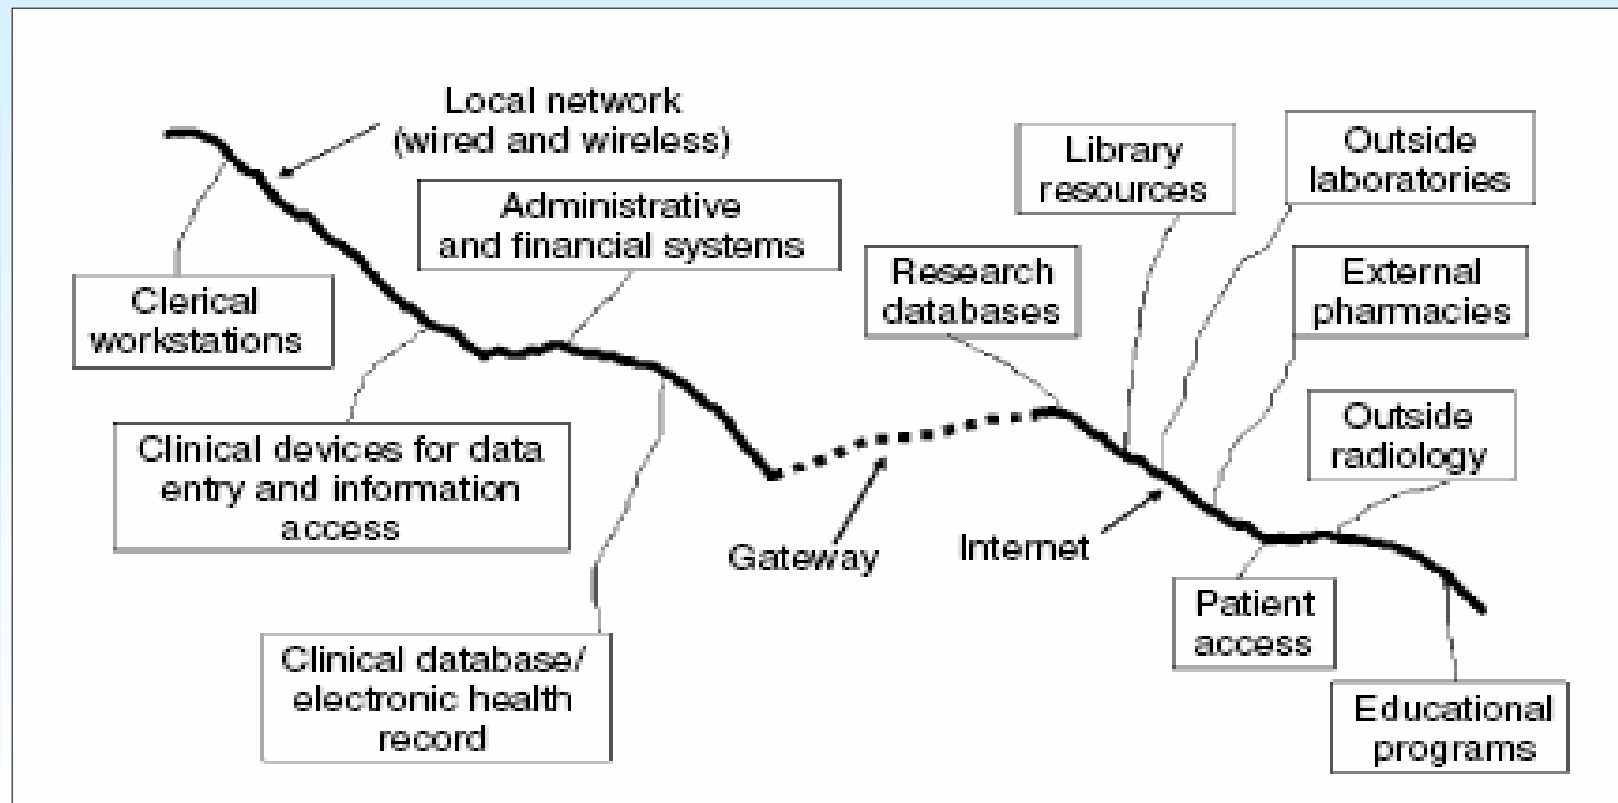 Local network
(wired and wireless)
Administrative
and financial systems
Clerical
workstations
Clinical devices for data
entry and information
access
Clinical database/
electronic health
record
Gateway
Internet
Research
databases
Library
resources
Outside
laboratories
External
pharmacies
Outside
radiology
Patient
access
Educational
programs